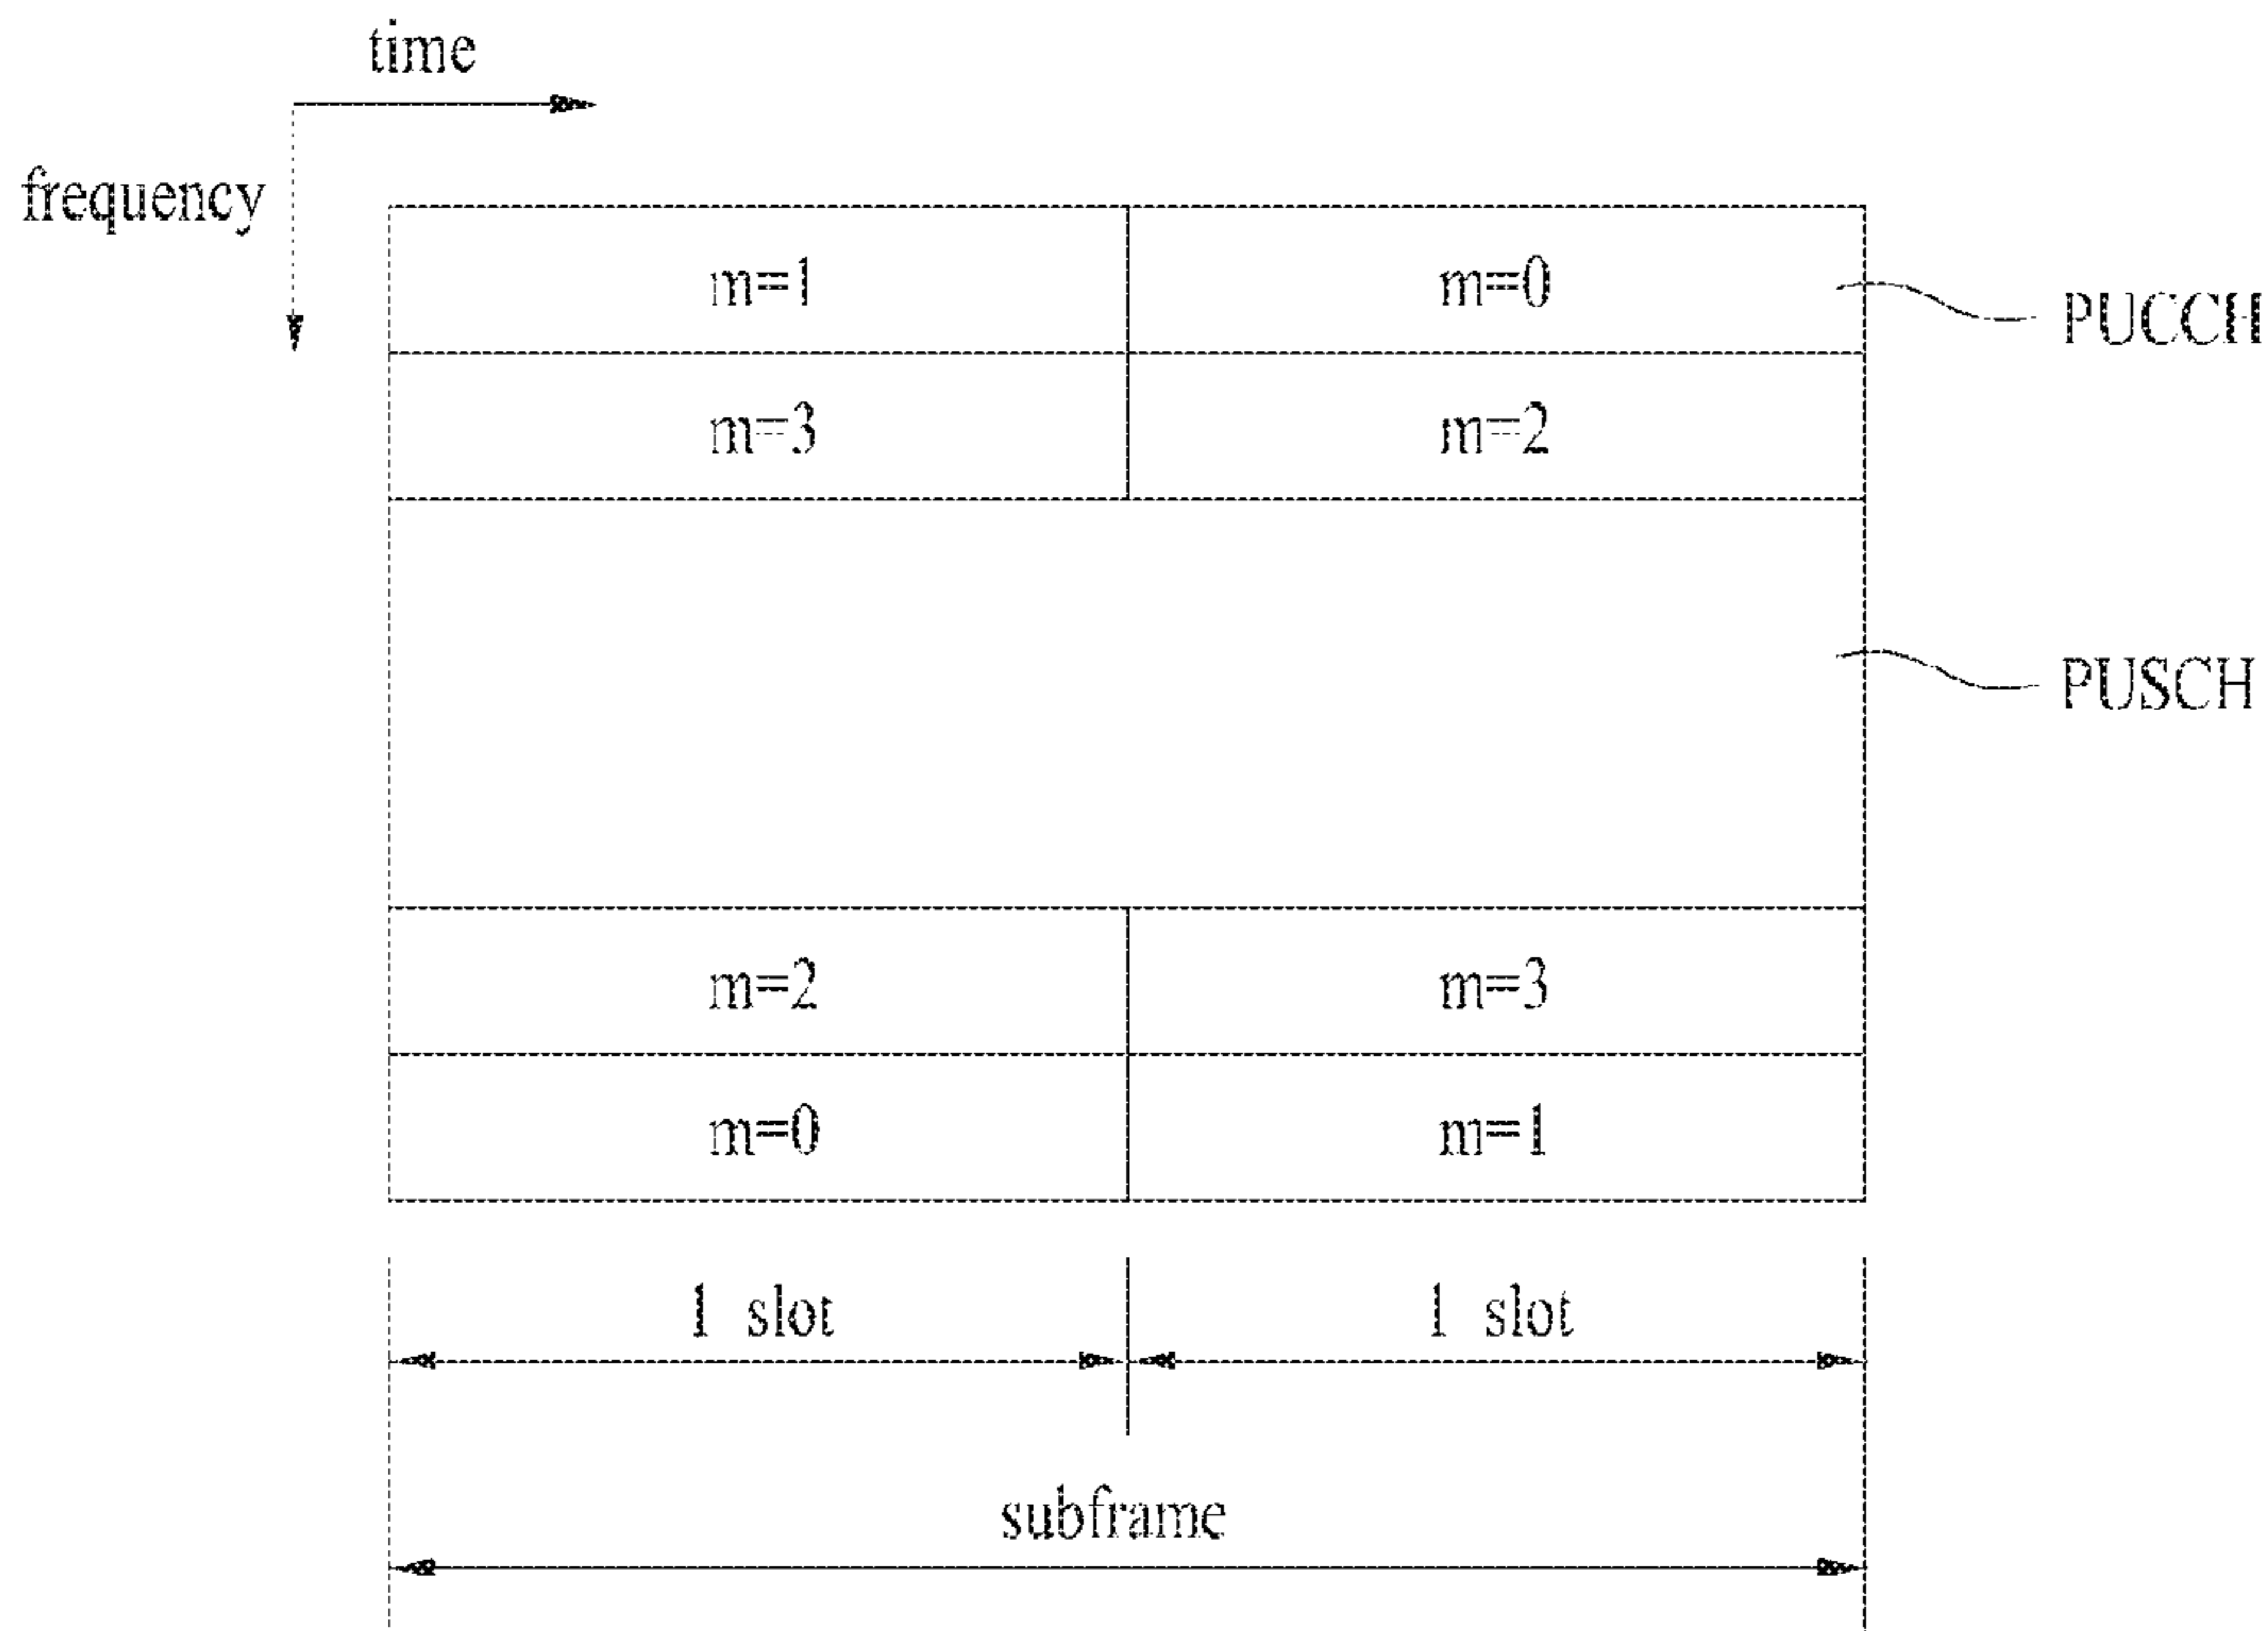 time
frequency
m=1 m=0
PUCCH
m=3 m=2
PUSCH
m=2 m=3
m=0 m=1
1 slot 1 slot
subframe